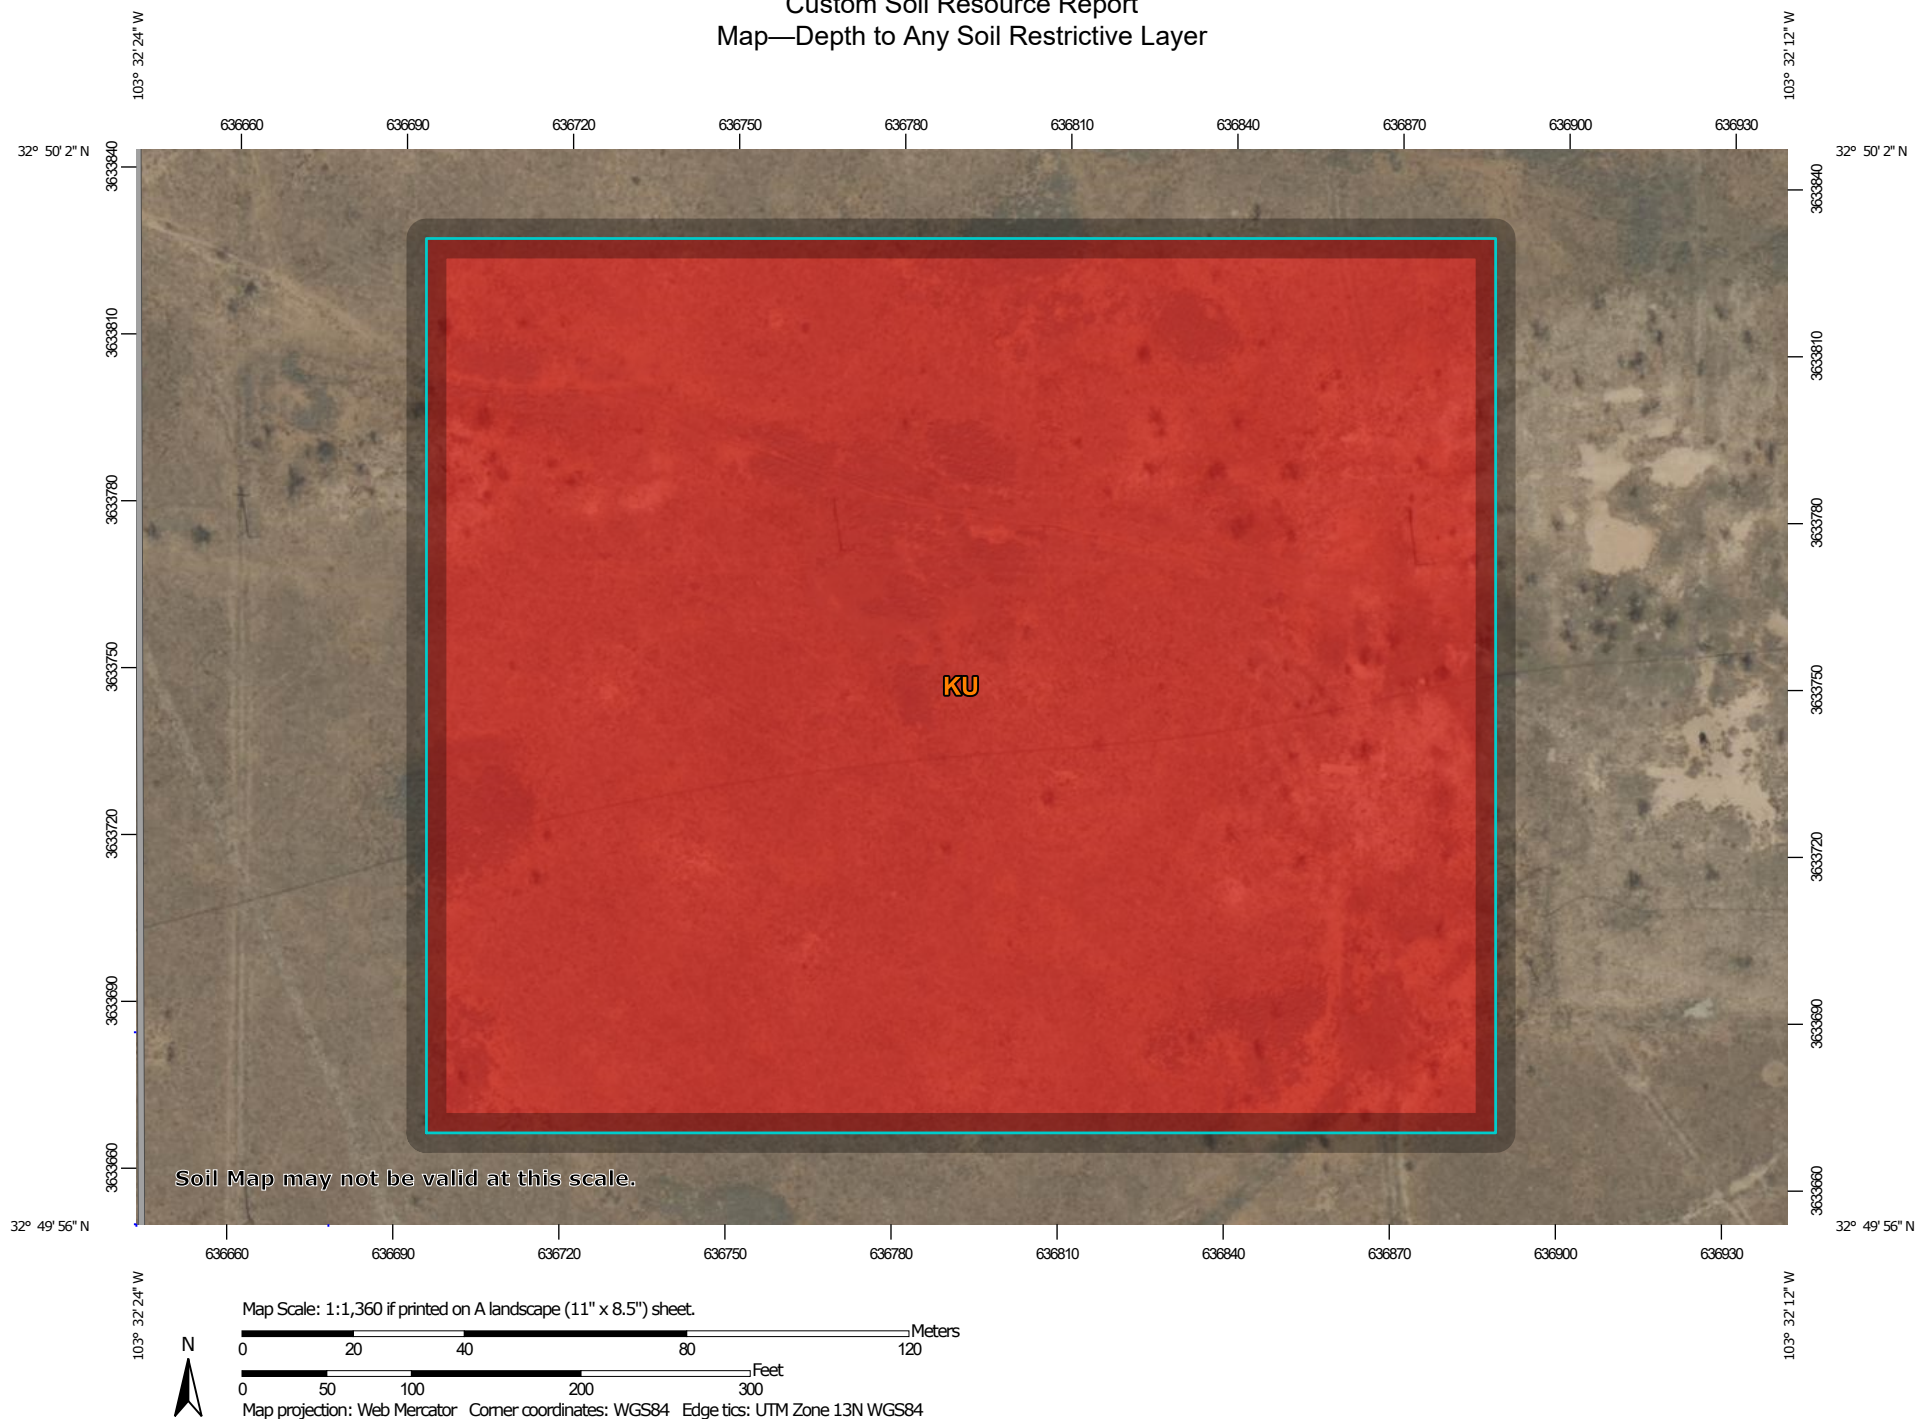 Custom Soil Resource Report
Map—Depth to Any Soil Restrictive Layer
103° 32' 24'' W
103° 32' 12'' W
636660 636690 636720 636750 636780 636810 636840 636870 636900 636930
32° 50' 2'' N
32° 50' 2'' N
3633840
3633840
3633810
3633810
3633780
3633780
3633750
3633750
KU
3633720
3633720
3633690
3633690
3633660
3633660
Soil Map may not be valid at this scale.
32° 49' 56'' N
32° 49' 56'' N
636660 636690 636720 636750 636780 636810 636840 636870 636900 636930
103° 32' 24'' W
103° 32' 12'' W
Map Scale: 1:1,360 if printed on A landscape (11" x 8.5") sheet.
N
Meters
0 20 40 80 120
Feet
0 50 100 200 300
Map projection: Web Mercator Corner coordinates: WGS84 Edge tics: UTM Zone 13N WGS84